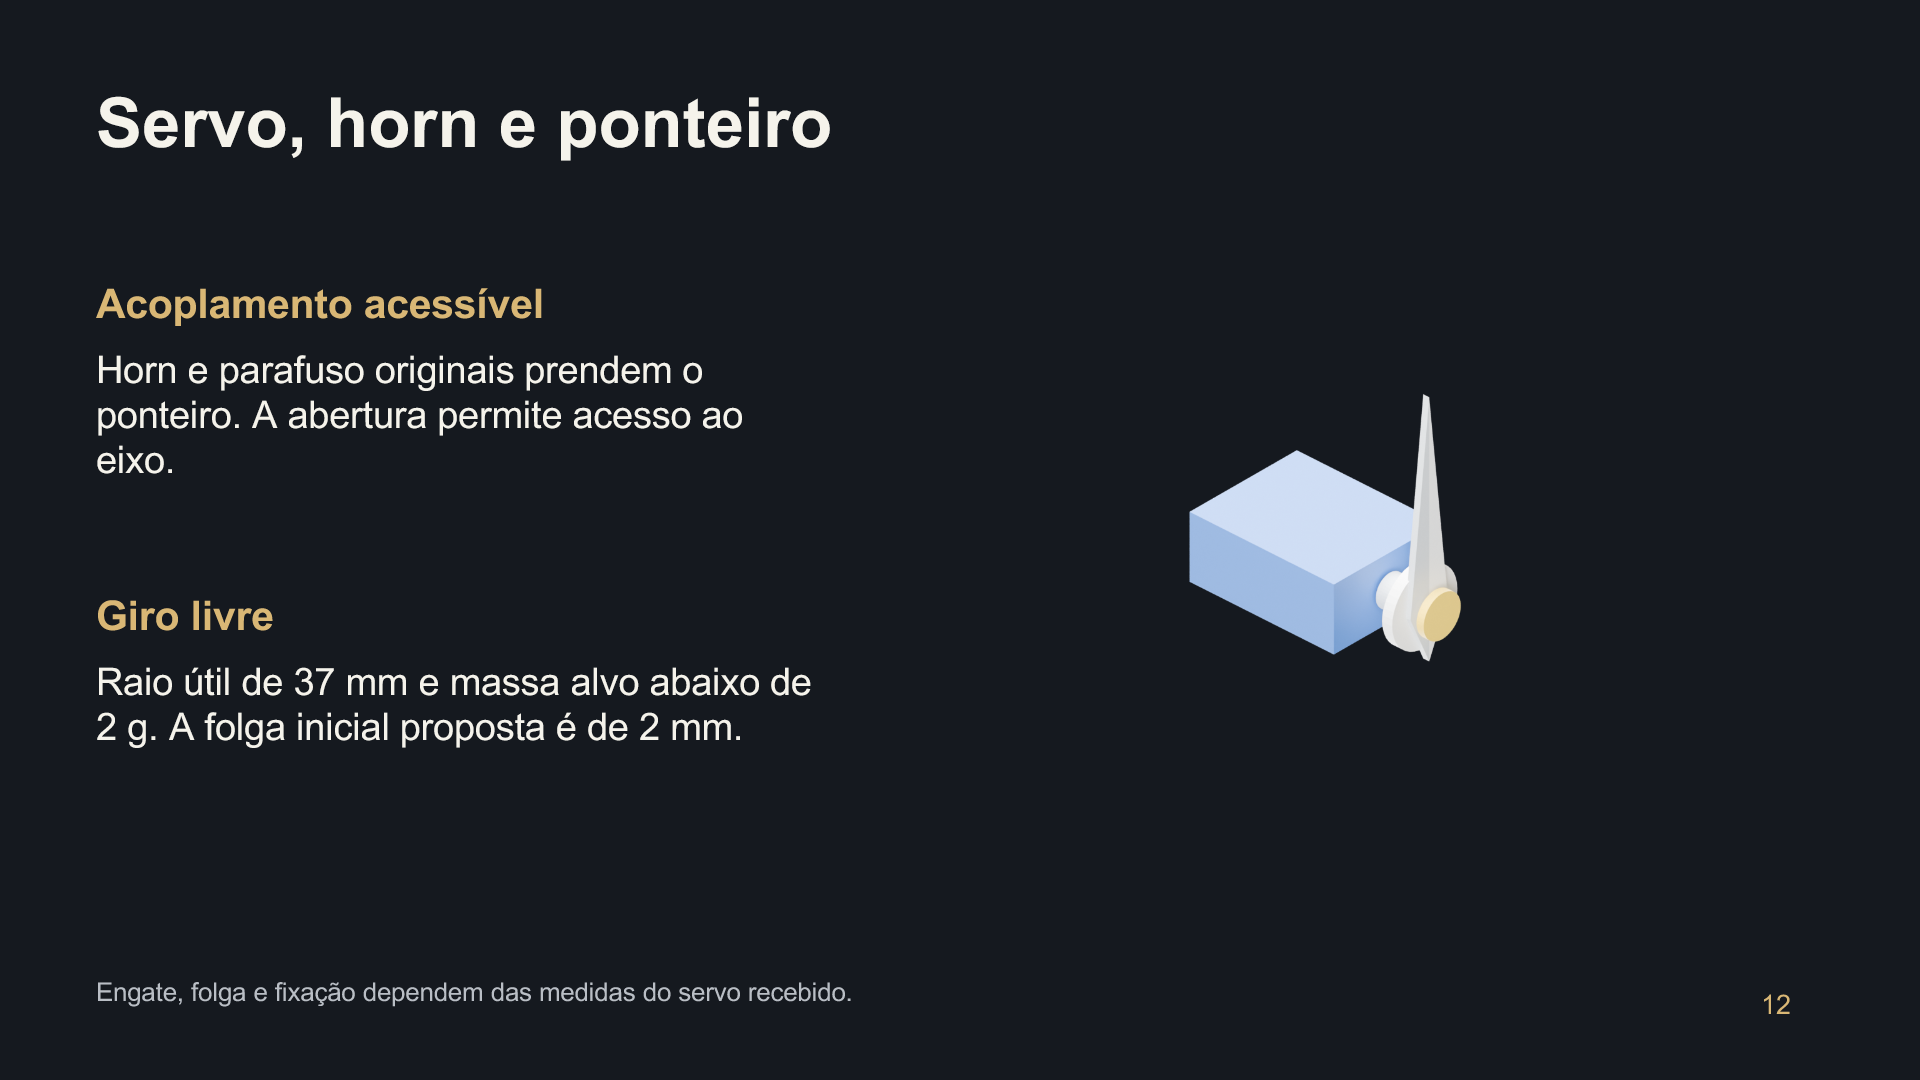 Servo, horn e ponteiro
Acoplamento acessível
Horn e parafuso originais prendem o
ponteiro. A abertura permite acesso ao
eixo.
Giro livre
Raio útil de 37 mm e massa alvo abaixo de
2 g. A folga inicial proposta é de 2 mm.
Engate, folga e fixação dependem das medidas do servo recebido.
12